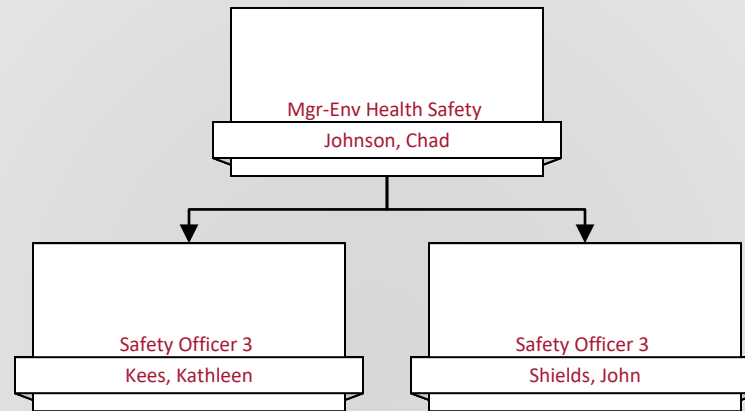 Mgr-Env Health Safety
Johnson, Chad
Safety Officer 3
Kees, Kathleen
Safety Officer 3
Shields, John